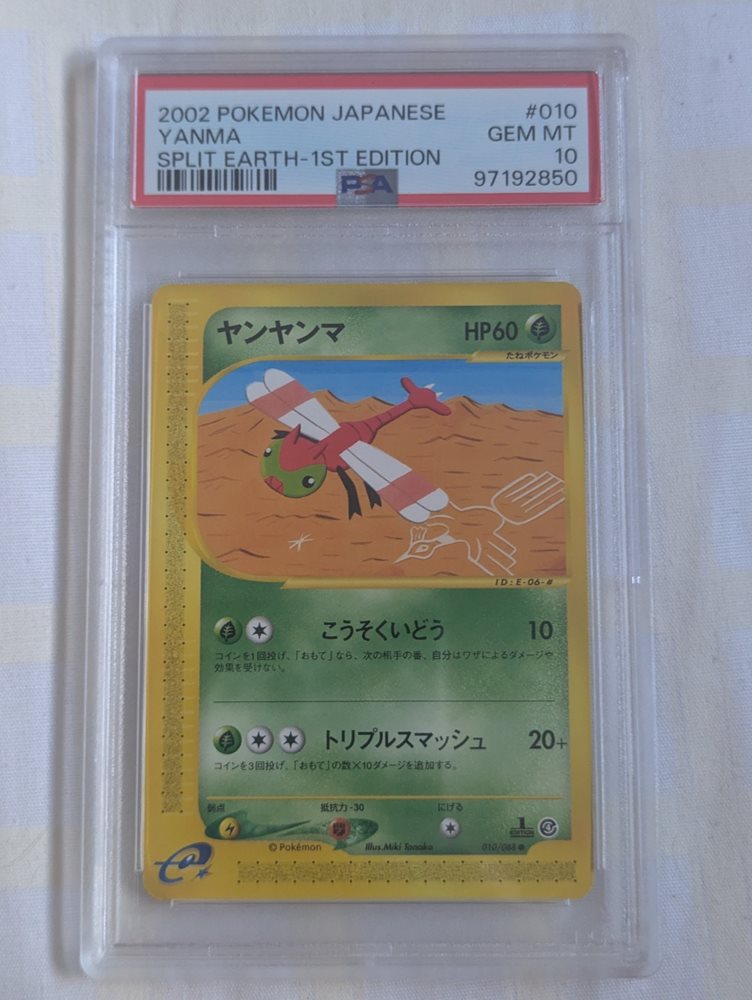 2002 POKEMON JAPANESE #010
YANMA GEM MT
SPLIT EARTH-1ST EDITION 10
PSA 97192850
ヤンヤンマ HP60
たねポケモン
ID:E-06-#
こうそくいどう 10
コインを1回投げ、「おもて」なら、次の相手の番、自分はワザによるダメージや
効果を受けない。
トリプルスマッシュ 20+
コインを3回投げ、「おもて」の数×10ダメージを追加する。
弱点 抵抗力-30 にげる
1 EDITION
© Pokémon Illus.Miki Tanaka 010/088
e